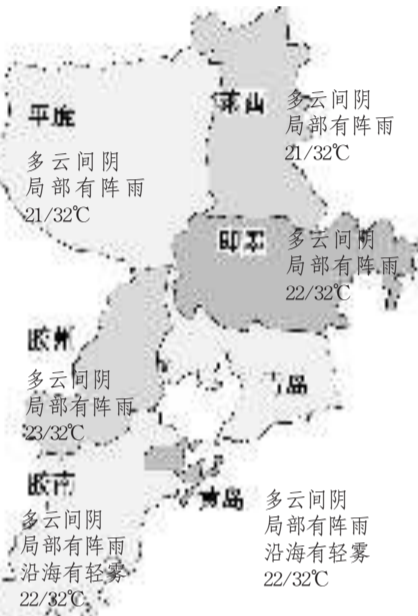 平度
多云间阴
局部有阵雨
21/32℃
莱西
多云间阴
局部有阵雨
21/32℃
即墨
多云间阴
局部有阵雨
22/32℃
胶州
多云间阴
局部有阵雨
23/32℃
青岛
胶南
多云间阴
局部有阵雨
沿海有轻雾
22/32℃
黄岛
多云间阴
局部有阵雨
沿海有轻雾
22/32℃